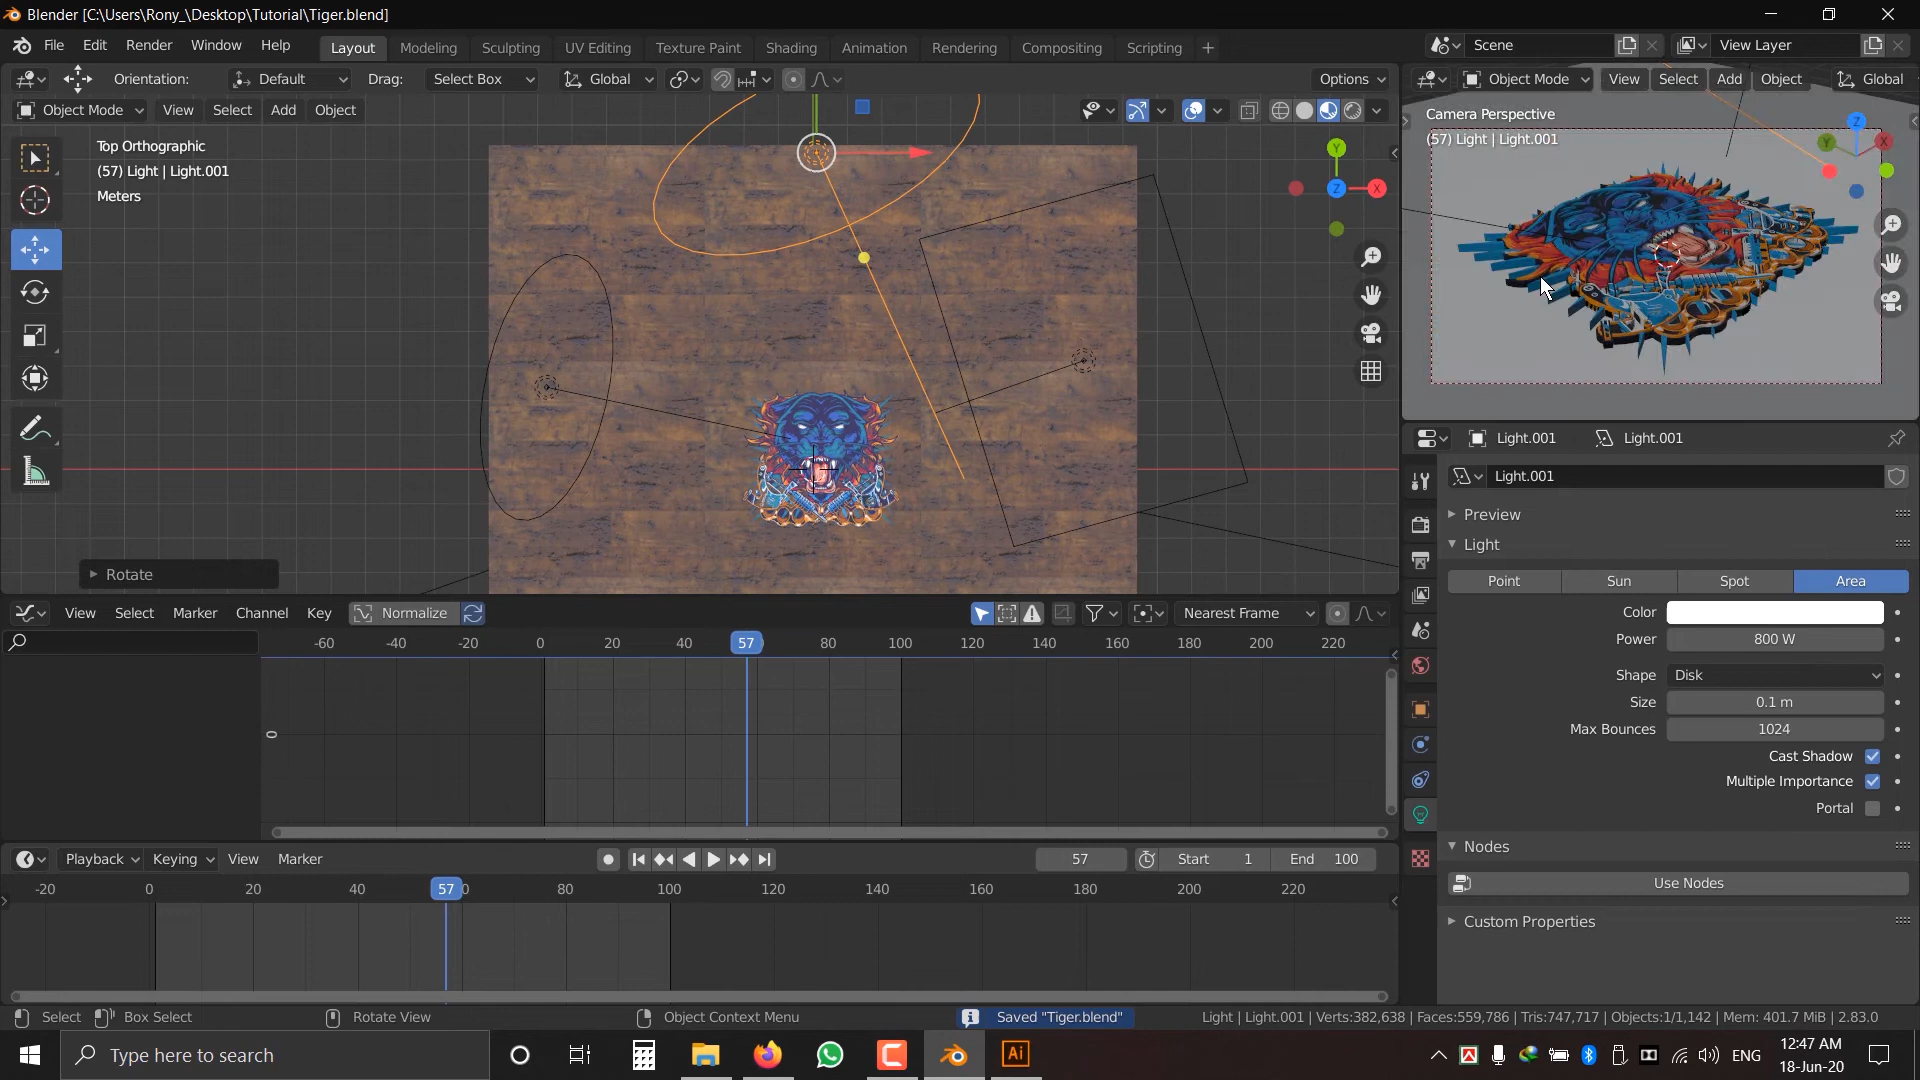 Blender [C:\Users\Rony_\Desktop\Tutorial\Tiger.blend]
File Edit Render Window Help
Layout Modeling Sculpting UV Editing Texture Paint Shading Animation Rendering Compositing Scripting +
Scene View Layer
Orientation: Default Drag: Select Box Global Options
Object Mode View Select Add Object Global
Object Mode View Select Add Object
Top Orthographic
(57) Light | Light.001
Meters
Y
Z
X
Camera Perspective
(57) Light | Light.001
Z
Y
X
Rotate
Light.001 Light.001
Light.001
Preview
Light
Point Sun Spot Area
Color
Power 800 W
Shape Disk
Size 0.1 m
Max Bounces 1024
Cast Shadow
Multiple Importance
Portal
Nodes
Use Nodes
Custom Properties
View Select Marker Channel Key Normalize Nearest Frame
-60 -40 -20 0 20 40 57 80 100 120 140 160 180 200 220
0
Playback Keying View Marker 57 Start 1 End 100
-20 0 20 40 57 80 100 120 140 160 180 200 220
Select Box Select Rotate View Object Context Menu Saved "Tiger.blend" Light | Light.001 | Verts:382,638 | Faces:559,786 | Tris:747,717 | Objects:1/1,142 | Mem: 401.7 MiB | 2.83.0
Type here to search
Ai
ENG
12:47 AM
18-Jun-20